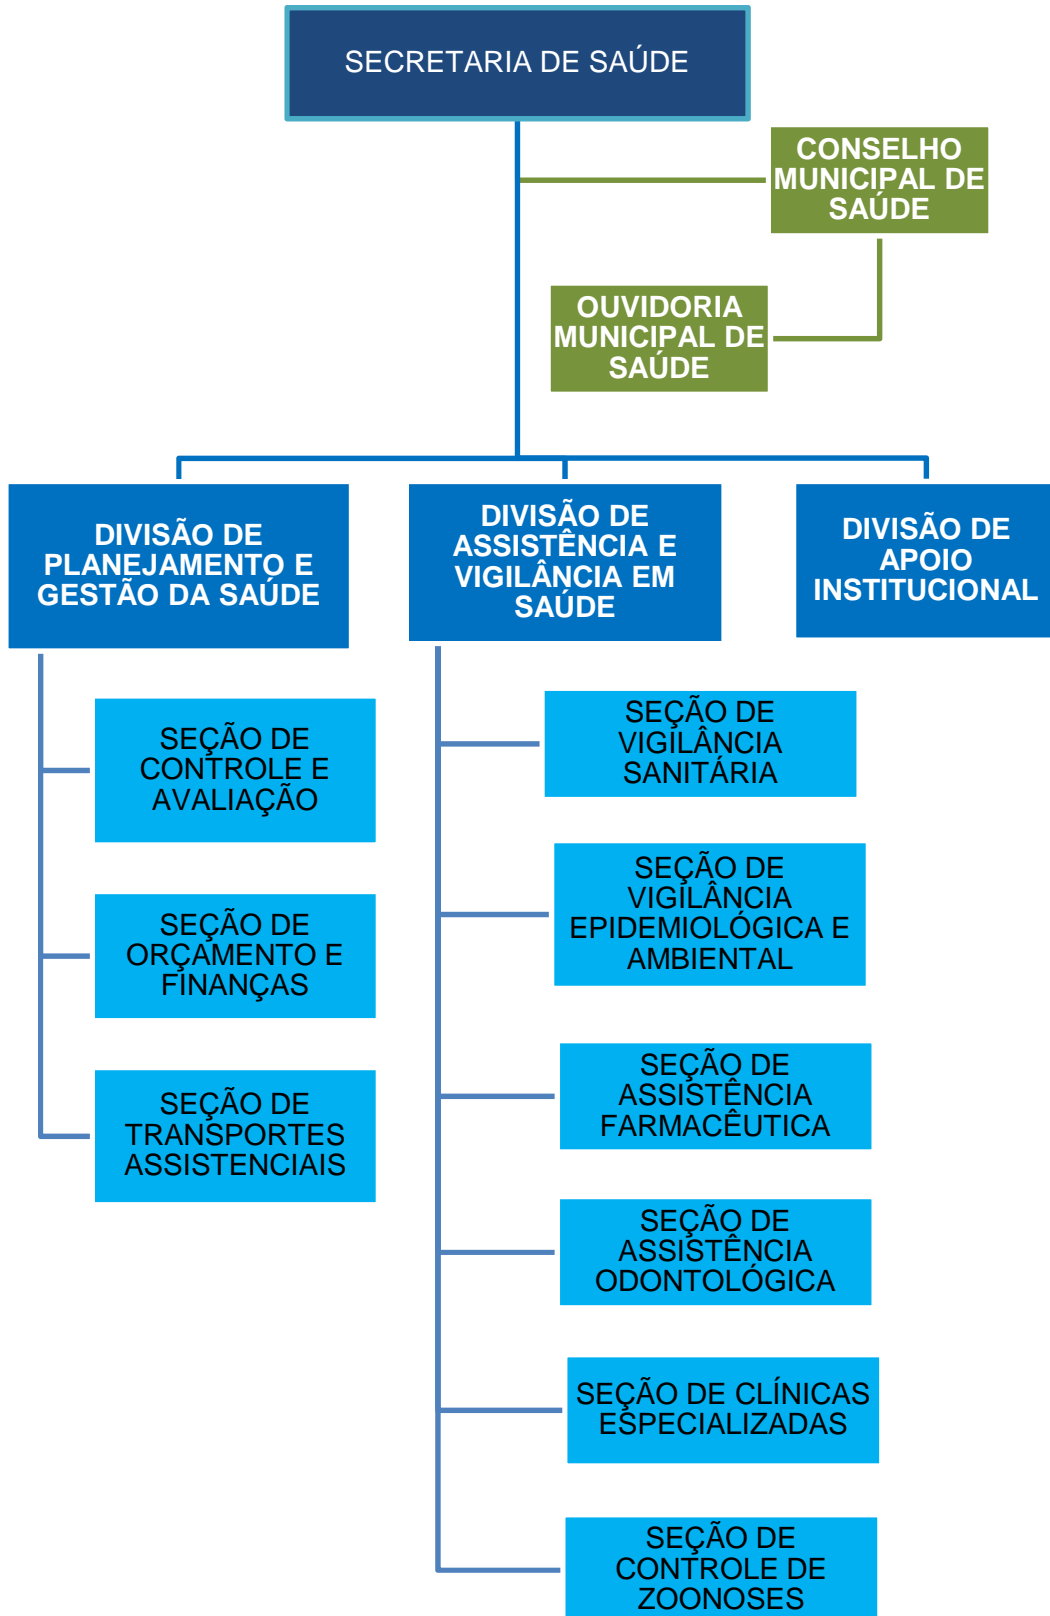 SECRETARIA DE SAÚDE
CONSELHO
MUNICIPAL DE
SAÚDE
OUVIDORIA
MUNICIPAL DE
SAÚDE
DIVISÃO DE
PLANEJAMENTO E
GESTÃO DA SAÚDE
DIVISÃO DE
ASSISTÊNCIA E
VIGILÂNCIA EM
SAÚDE
DIVISÃO DE
APOIO
INSTITUCIONAL
SEÇÃO DE
CONTROLE E
AVALIAÇÃO
SEÇÃO DE
ORÇAMENTO E
FINANÇAS
SEÇÃO DE
TRANSPORTES
ASSISTENCIAIS
SEÇÃO DE
VIGILÂNCIA
SANITÁRIA
SEÇÃO DE
VIGILÂNCIA
EPIDEMIOLÓGICA E
AMBIENTAL
SEÇÃO DE
ASSISTÊNCIA
FARMACÊUTICA
SEÇÃO DE
ASSISTÊNCIA
ODONTOLÓGICA
SEÇÃO DE CLÍNICAS
ESPECIALIZADAS
SEÇÃO DE
CONTROLE DE
ZOONOSES